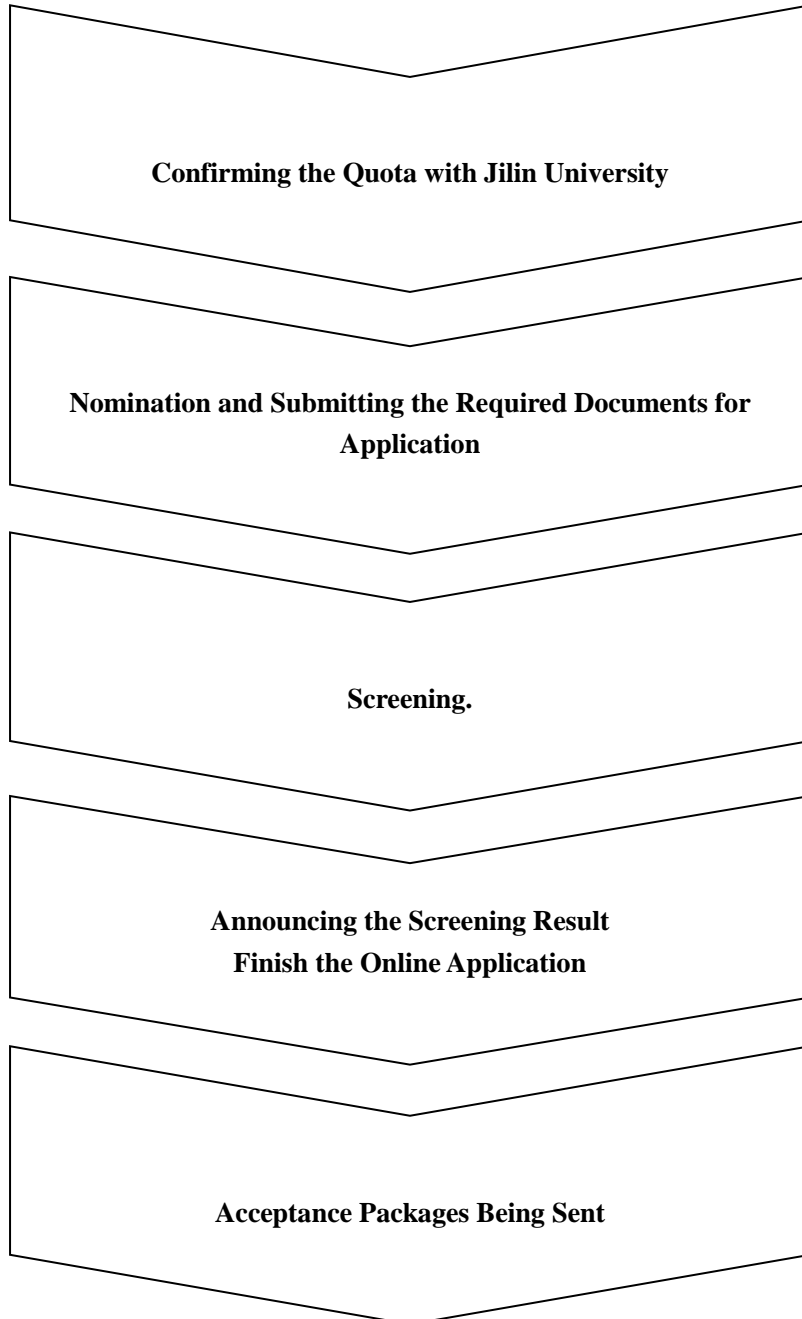 Confirming the Quota with Jilin University
Nomination and Submitting the Required Documents for
Application
Screening.
Announcing the Screening Result
Finish the Online Application
Acceptance Packages Being Sent